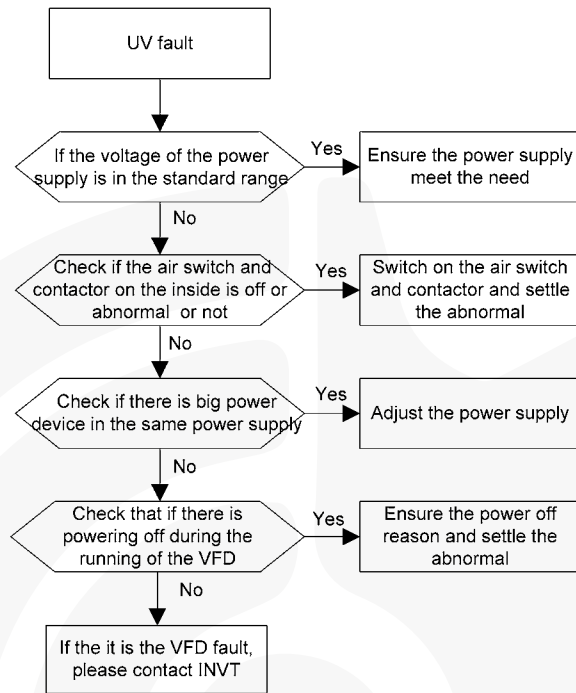 UV fault
If the voltage of the power
supply is in the standard range
Yes
Ensure the power supply
meet the need
No
Check if the air switch and
contactor on the inside is off or
abnormal or not
Yes
Switch on the air switch
and contactor and settle
the abnormal
No
Check if there is big power
device in the same power supply
Yes
Adjust the power supply
No
Check that if there is
powering off during the
running of the VFD
Yes
Ensure the power off
reason and settle the
abnormal
No
If the it is the VFD fault,
please contact INVT